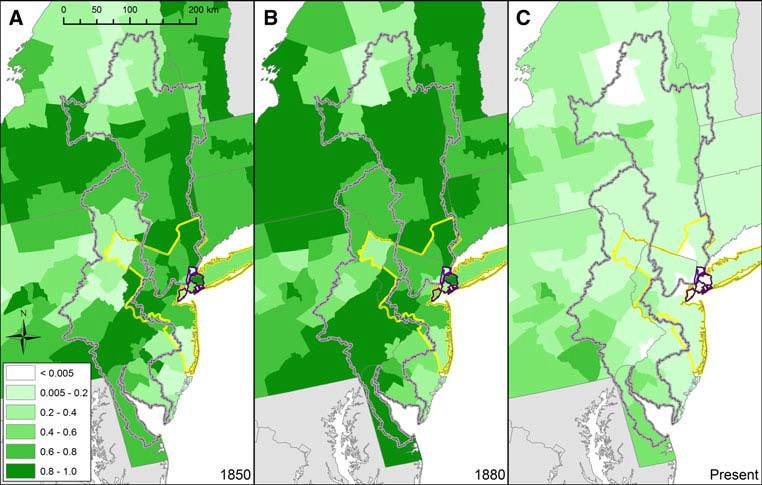 A
0 50 100 200 km
B
C
N
< 0.005
0.005 - 0.2
0.2 - 0.4
0.4 - 0.6
0.6 - 0.8
0.8 - 1.0
1850
1880
Present